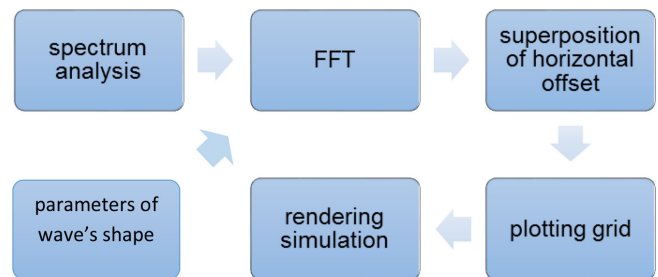 spectrum
analysis
FFT
superposition
of horizontal
offset
parameters of
wave's shape
rendering
simulation
plotting grid